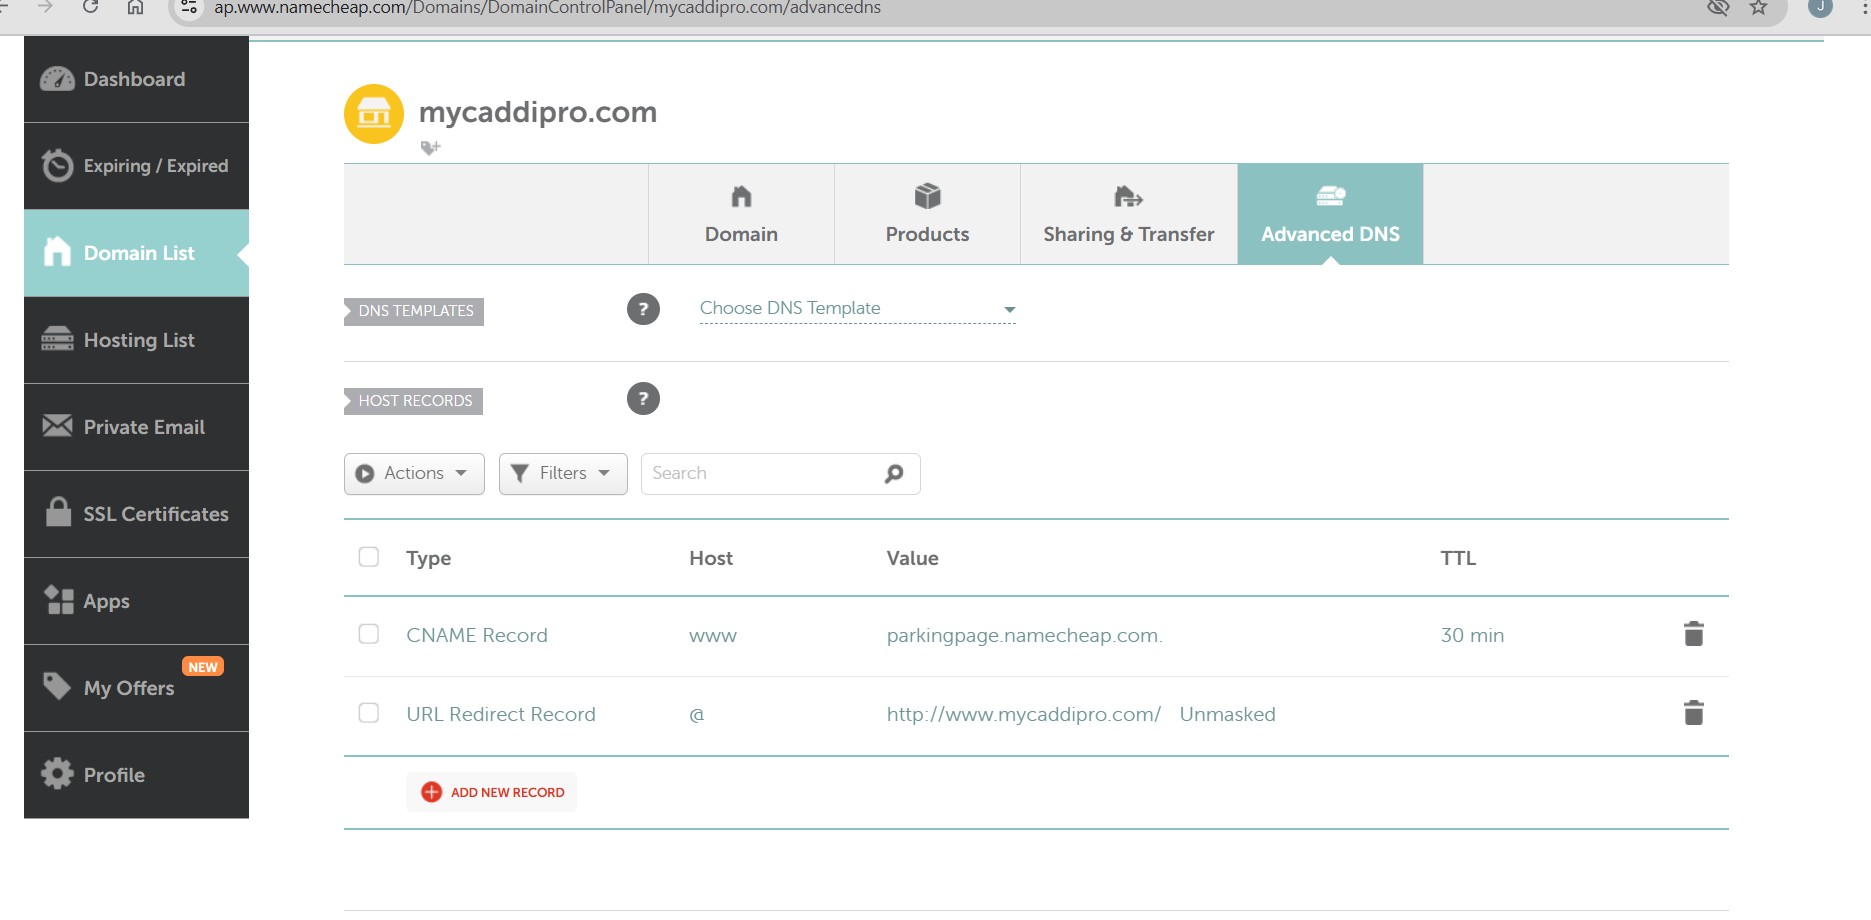 ap.www.namecheap.com/Domains/DomainControlPanel/mycaddipro.com/advancedns
J
Dashboard
Expiring / Expired
Domain List
Hosting List
Private Email
SSL Certificates
Apps
NEW
My Offers
Profile
mycaddipro.com
Domain
Products
Sharing & Transfer
Advanced DNS
DNS TEMPLATES
?
Choose DNS Template
HOST RECORDS
?
Actions
Filters
Search
Type Host Value TTL
CNAME Record www parkingpage.namecheap.com. 30 min
URL Redirect Record @ http://www.mycaddipro.com/ Unmasked
ADD NEW RECORD